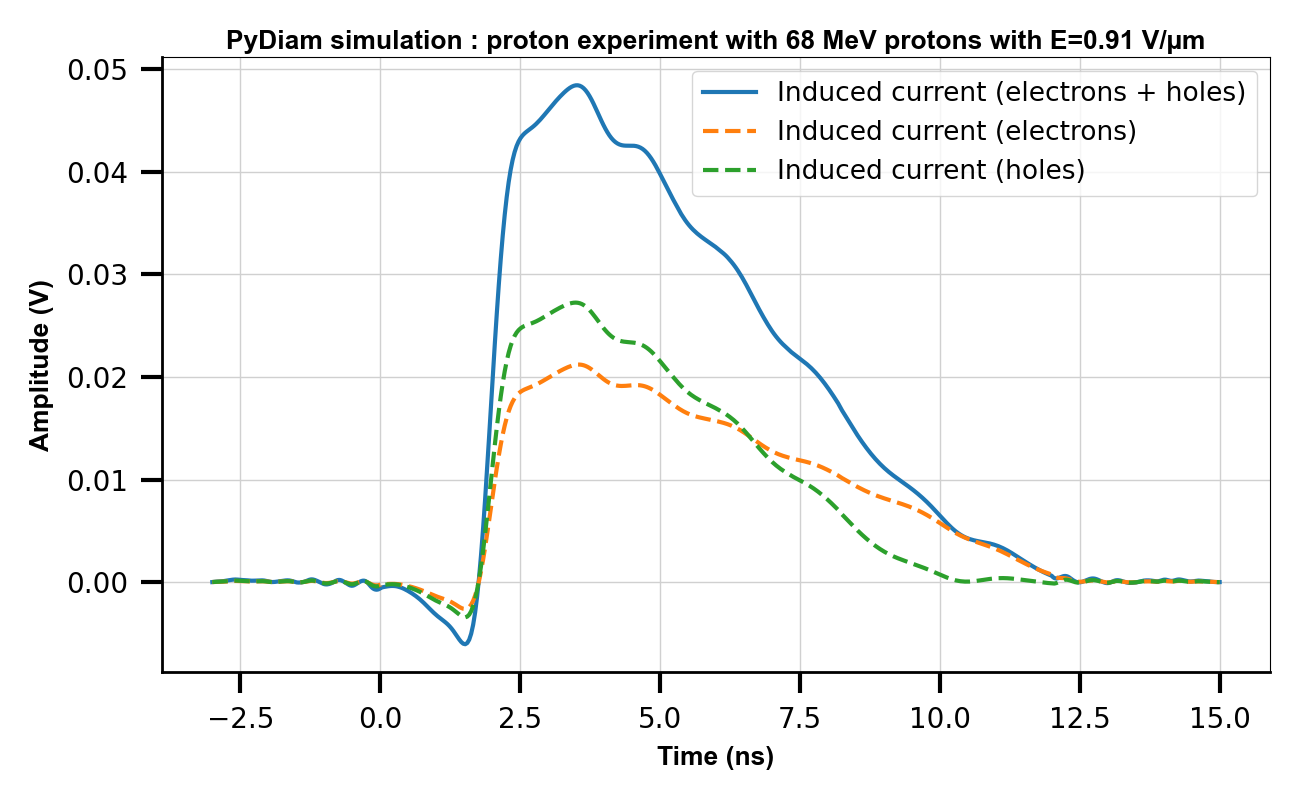 PyDiam simulation : proton experiment with 68 MeV protons with E=0.91 V/µm
Induced current (electrons + holes)
Induced current (electrons)
Induced current (holes)
Amplitude (V)
0.05
0.04
0.03
0.02
0.01
0.00
−2.5 0.0 2.5 5.0 7.5 10.0 12.5 15.0
Time (ns)